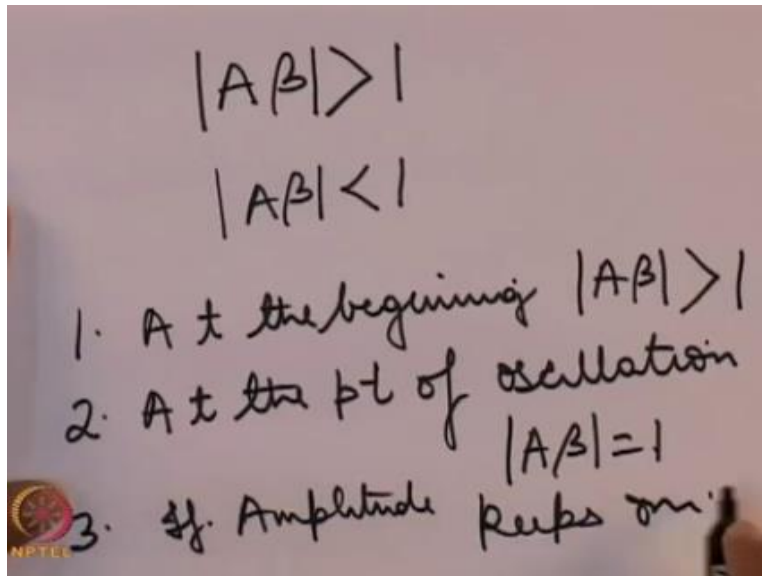 |Aβ|>1
|Aβ|<1
1. At the begining |Aβ|>1
2. At the pt of oscillation
|Aβ|=1
3. If Amplitude keeps on
NPTEL